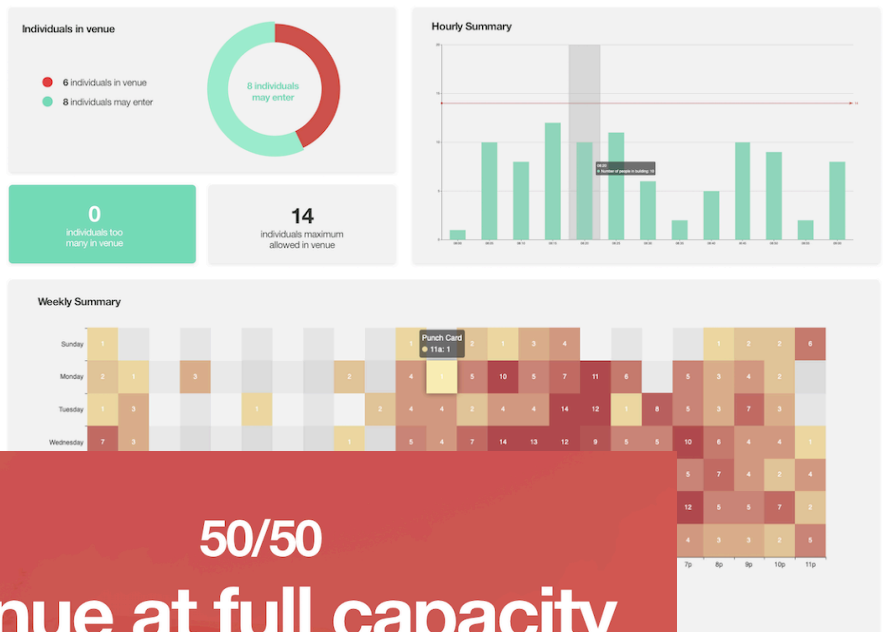 Individuals in venue
6 individuals in venue
8 individuals may enter
8 individuals
may enter
0
individuals too
many in venue
14
individuals maximum
allowed in venue
Hourly Summary
Number of people in building: 10
Weekly Summary
Punch Card
11a: 1
Sunday 1 1 2 1 3 4 1 2 2 6
Monday 2 1 3 2 4 1 5 10 5 7 11 6 5 3 4 2
Tuesday 1 3 1 2 4 4 2 4 4 14 12 1 8 5 3 7 3
Wednesday 7 3 1 5 4 7 14 13 12 9 5 5 10 6 4 4 1
5 7 4 2 4
12 5 5 7 2
4 3 3 2 5
7p 8p 9p 10p 11p
50/50
nue at full capacity